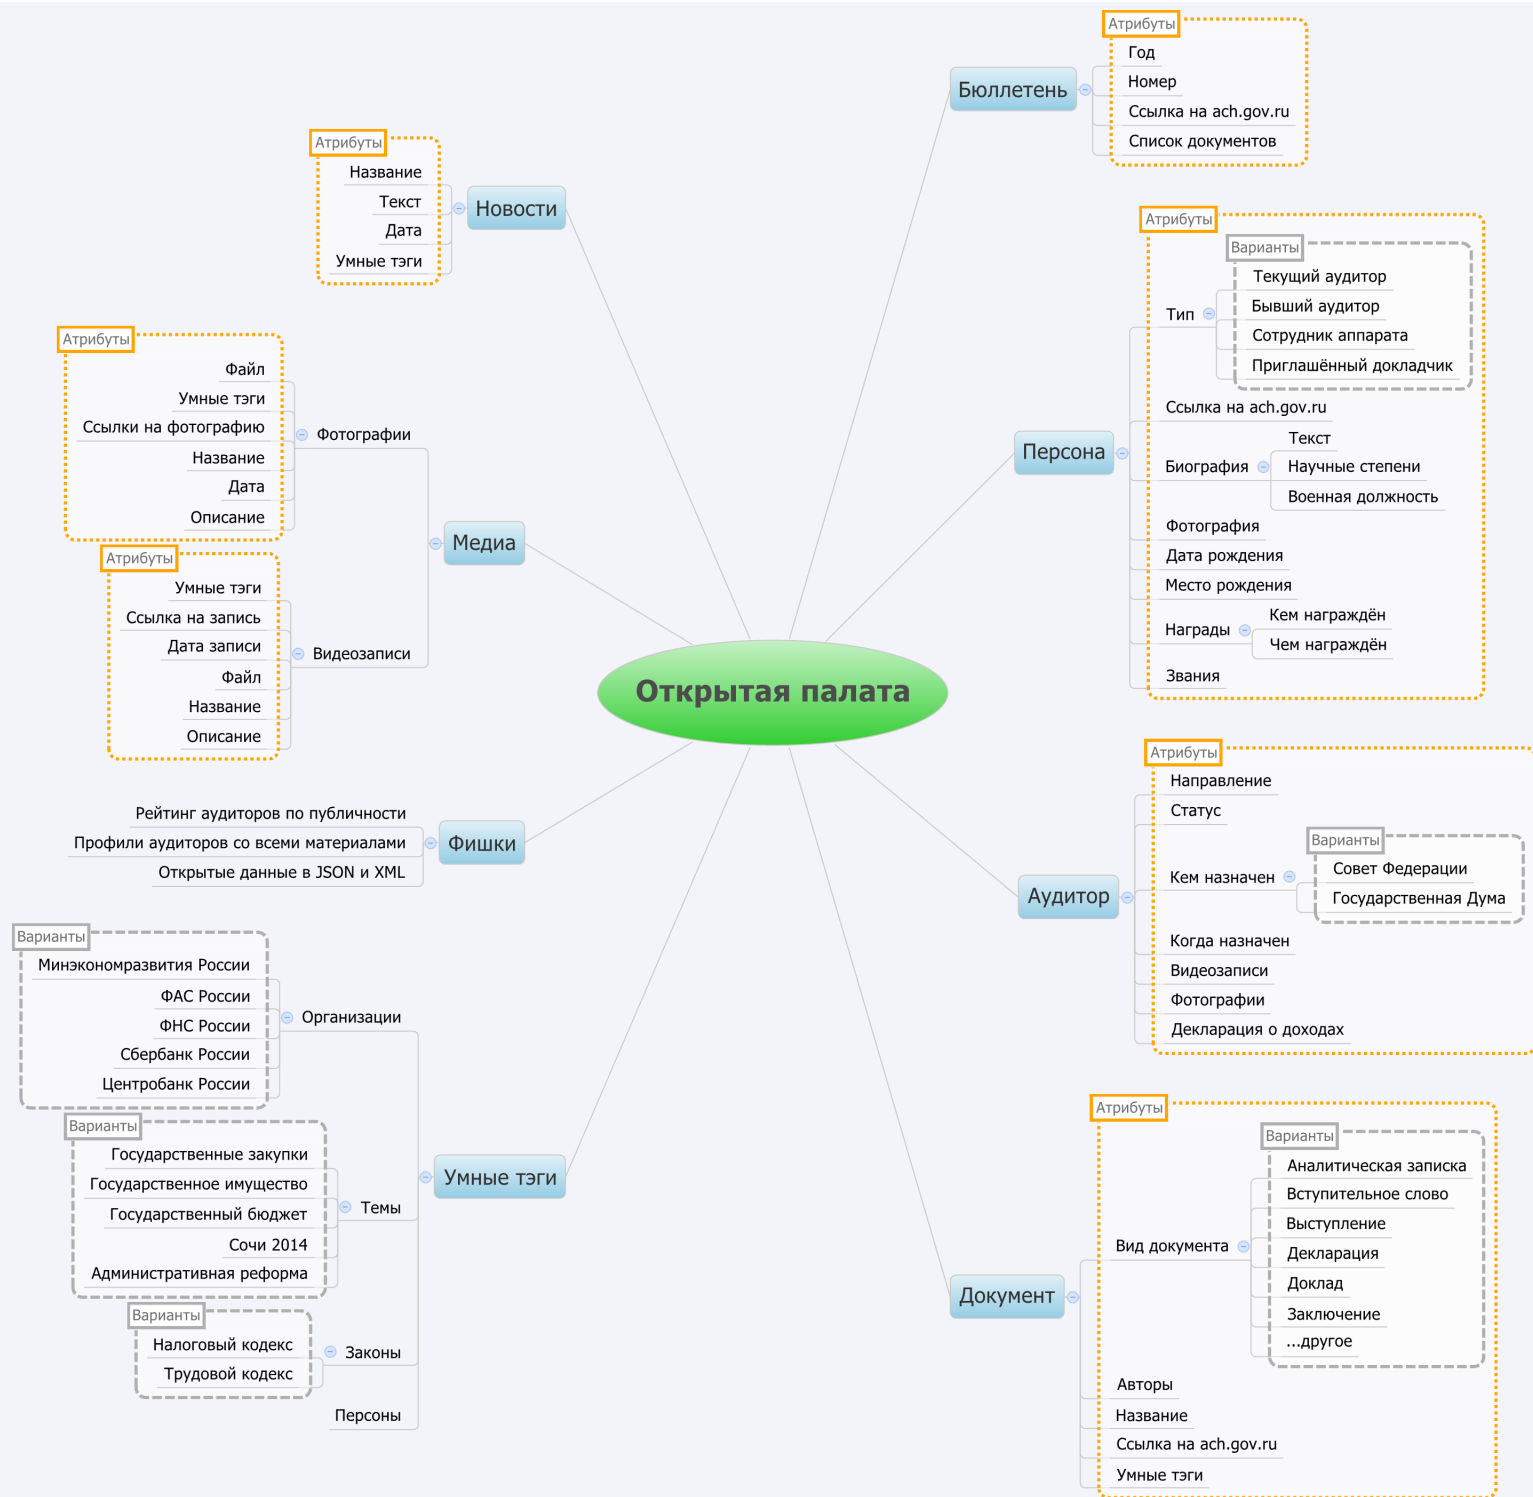 Открытая палата
Бюллетень
Атрибуты
Год
Номер
Ссылка на ach.gov.ru
Список документов
Персона
Атрибуты
Тип
Варианты
Текущий аудитор
Бывший аудитор
Сотрудник аппарата
Приглашённый докладчик
Ссылка на ach.gov.ru
Биография
Текст
Научные степени
Военная должность
Фотография
Дата рождения
Место рождения
Награды
Кем награждён
Чем награждён
Звания
Аудитор
Атрибуты
Направление
Статус
Кем назначен
Варианты
Совет Федерации
Государственная Дума
Когда назначен
Видеозаписи
Фотографии
Декларация о доходах
Документ
Атрибуты
Вид документа
Варианты
Аналитическая записка
Вступительное слово
Выступление
Декларация
Доклад
Заключение
...другое
Авторы
Название
Ссылка на ach.gov.ru
Умные тэги
Новости
Атрибуты
Название
Текст
Дата
Умные тэги
Медиа
Фотографии
Атрибуты
Файл
Умные тэги
Ссылки на фотографию
Название
Дата
Описание
Видеозаписи
Атрибуты
Умные тэги
Ссылка на запись
Дата записи
Файл
Название
Описание
Фишки
Рейтинг аудиторов по публичности
Профили аудиторов со всеми материалами
Открытые данные в JSON и XML
Умные тэги
Организации
Варианты
Минэкономразвития России
ФАС России
ФНС России
Сбербанк России
Центробанк России
Темы
Варианты
Государственные закупки
Государственное имущество
Государственный бюджет
Сочи 2014
Административная реформа
Законы
Варианты
Налоговый кодекс
Трудовой кодекс
Персоны